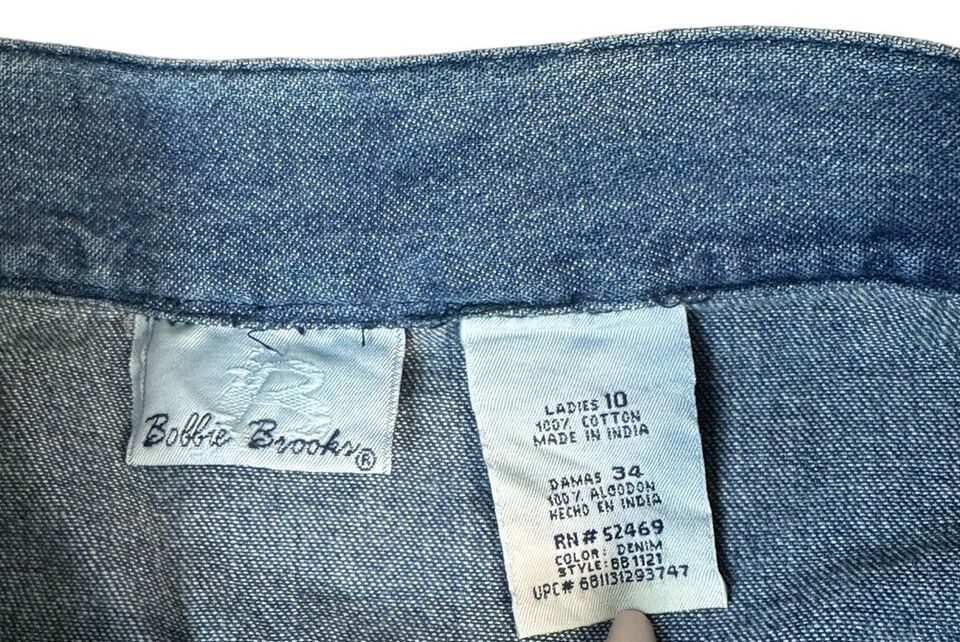 Bobbie Brooks®
LADIES 10
100% COTTON
MADE IN INDIA
DAMAS 34
100% ALGODON
HECHO EN INDIA
RN# 52469
COLOR: DENIM
STYLE: BB1121
UPC# 681131293747